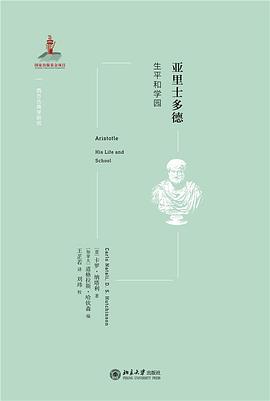 国家出版基金项目
西方古典学研究
亚里士多德
生平和学园
Aristotle
His Life and
School
Carlo Natali, D. S. Hutchinson
[意] 卡罗·纳塔利 著
[加拿大] 道格拉斯·哈钦森 编
王芷若 译 刘玮 校
北京大学出版社
PEKING UNIVERSITY PRESS